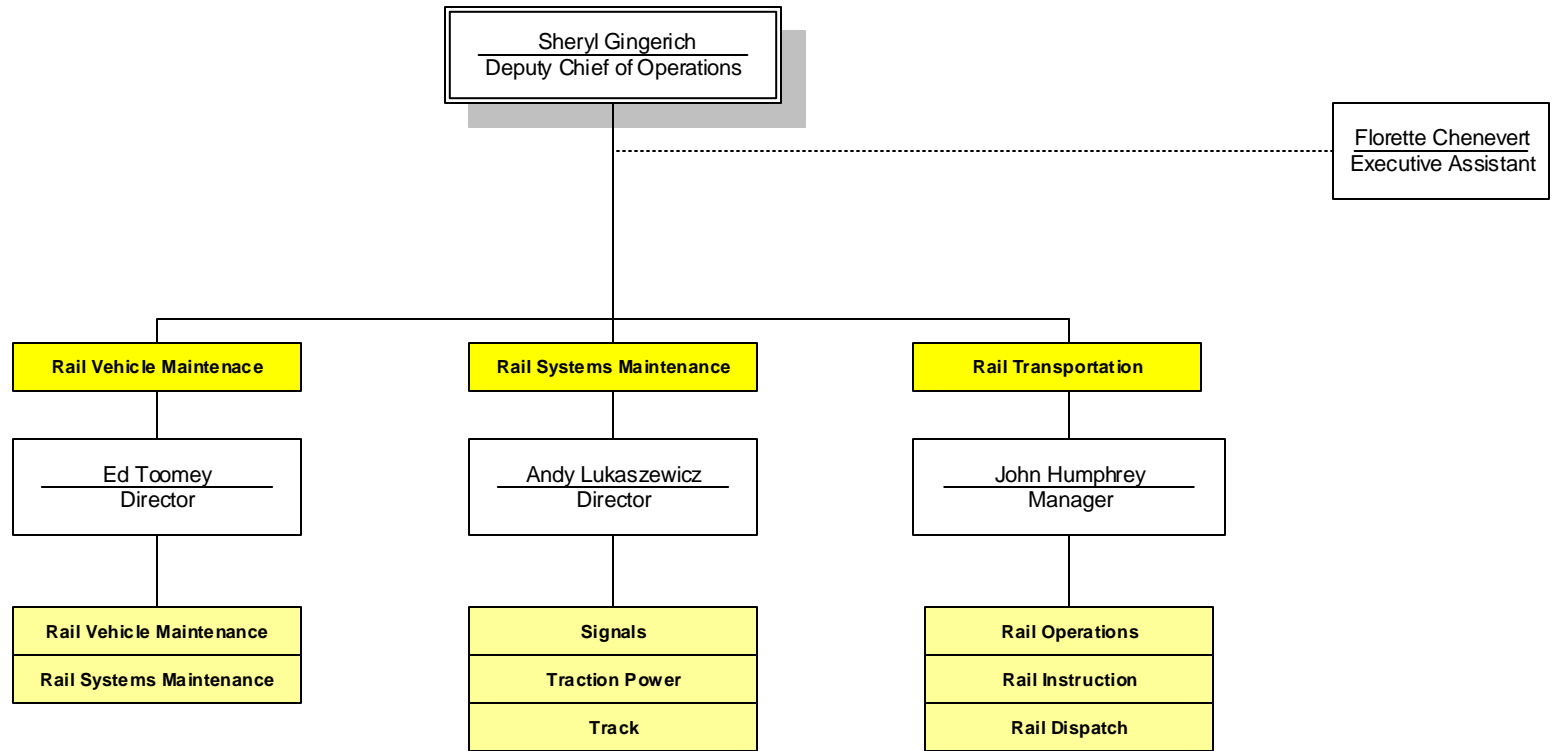 Sheryl Gingerich
Deputy Chief of Operations
Florette Chenevert
Executive Assistant
Rail Vehicle Maintenace
Rail Systems Maintenance
Rail Transportation
Ed Toomey
Director
Andy Lukaszewicz
Director
John Humphrey
Manager
Rail Vehicle Maintenance
Rail Systems Maintenance
Signals
Traction Power
Track
Rail Operations
Rail Instruction
Rail Dispatch